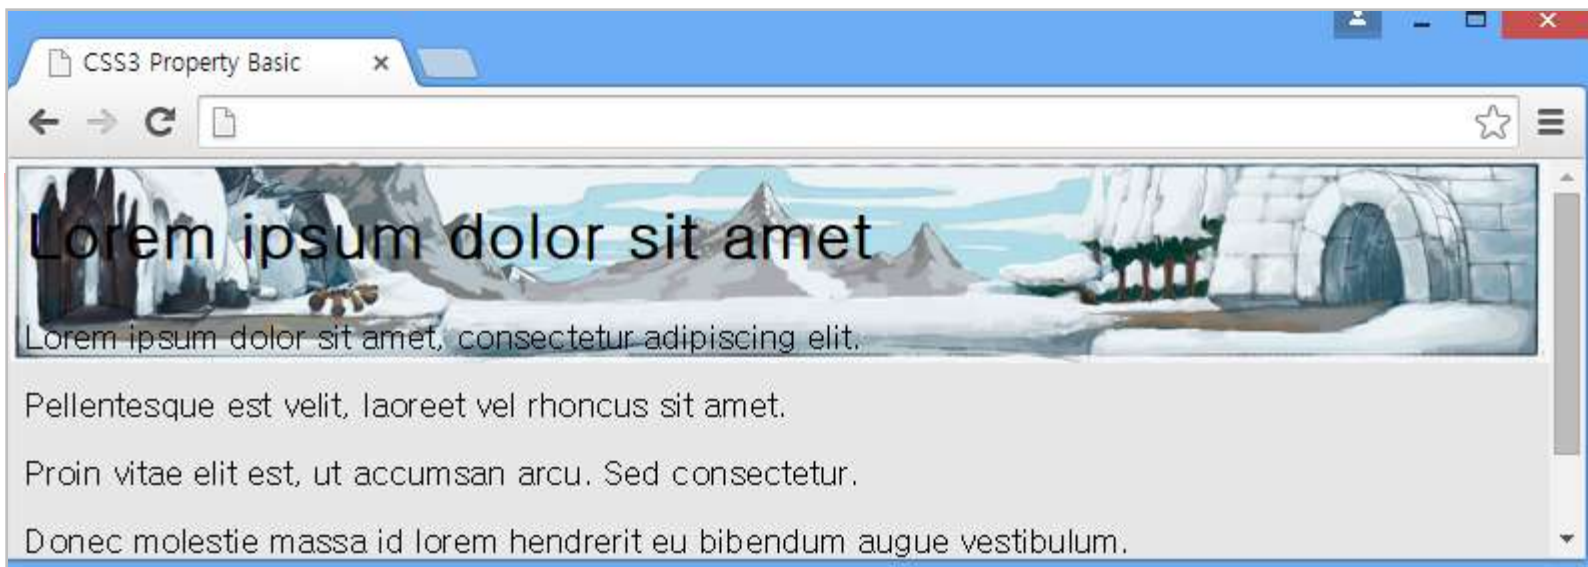 CSS3 Property Basic
Lorem ipsum dolor sit amet
Lorem ipsum dolor sit amet, consectetur adipiscing elit.
Pellentesque est velit, laoreet vel rhoncus sit amet.
Proin vitae elit est, ut accumsan arcu. Sed consectetur.
Donec molestie massa id lorem hendrerit eu bibendum augue vestibulum.